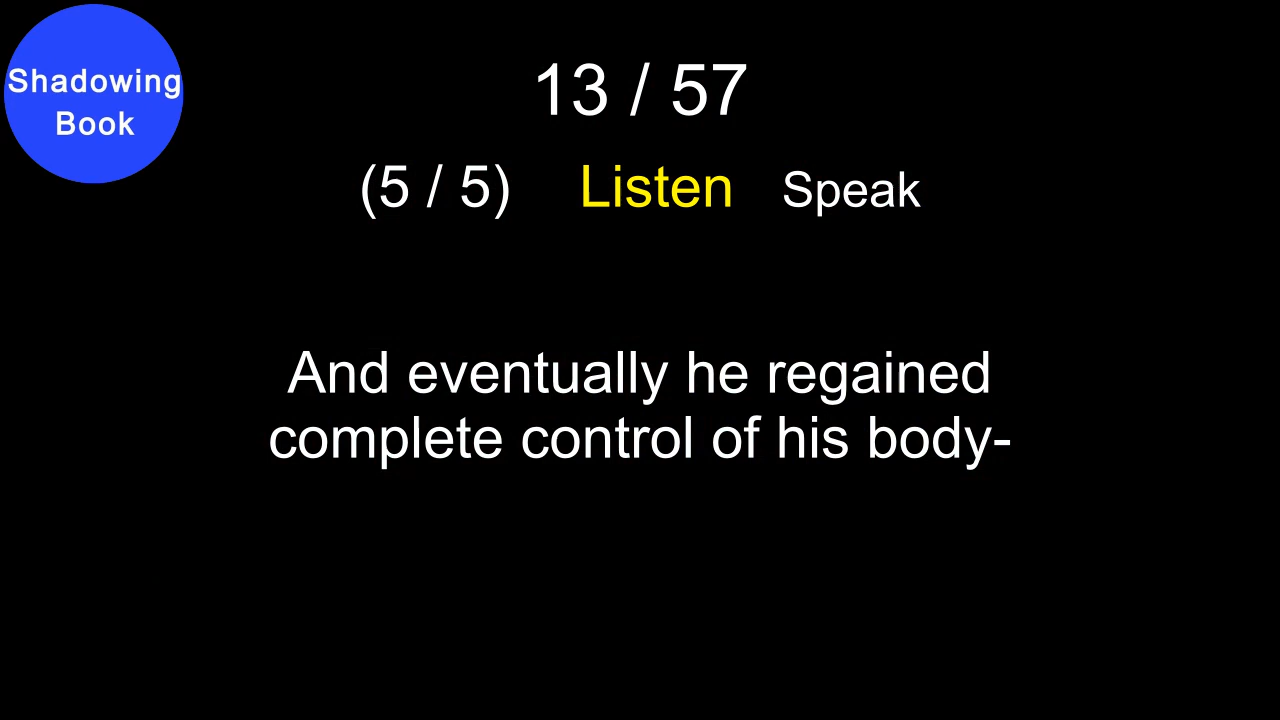 Shadowing
Book
13 / 57
(5 / 5) Listen Speak
And eventually he regained
complete control of his body-